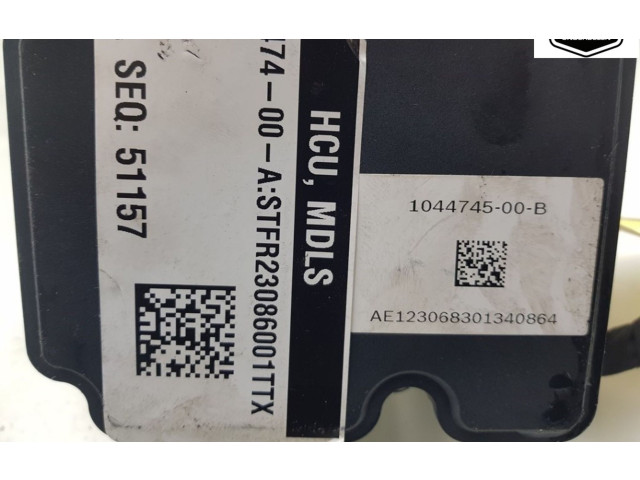 HCU, MDLS
474-00-A:STFR23086001TTX
SEQ: 51157
1044745-00-B
AE123068301340864